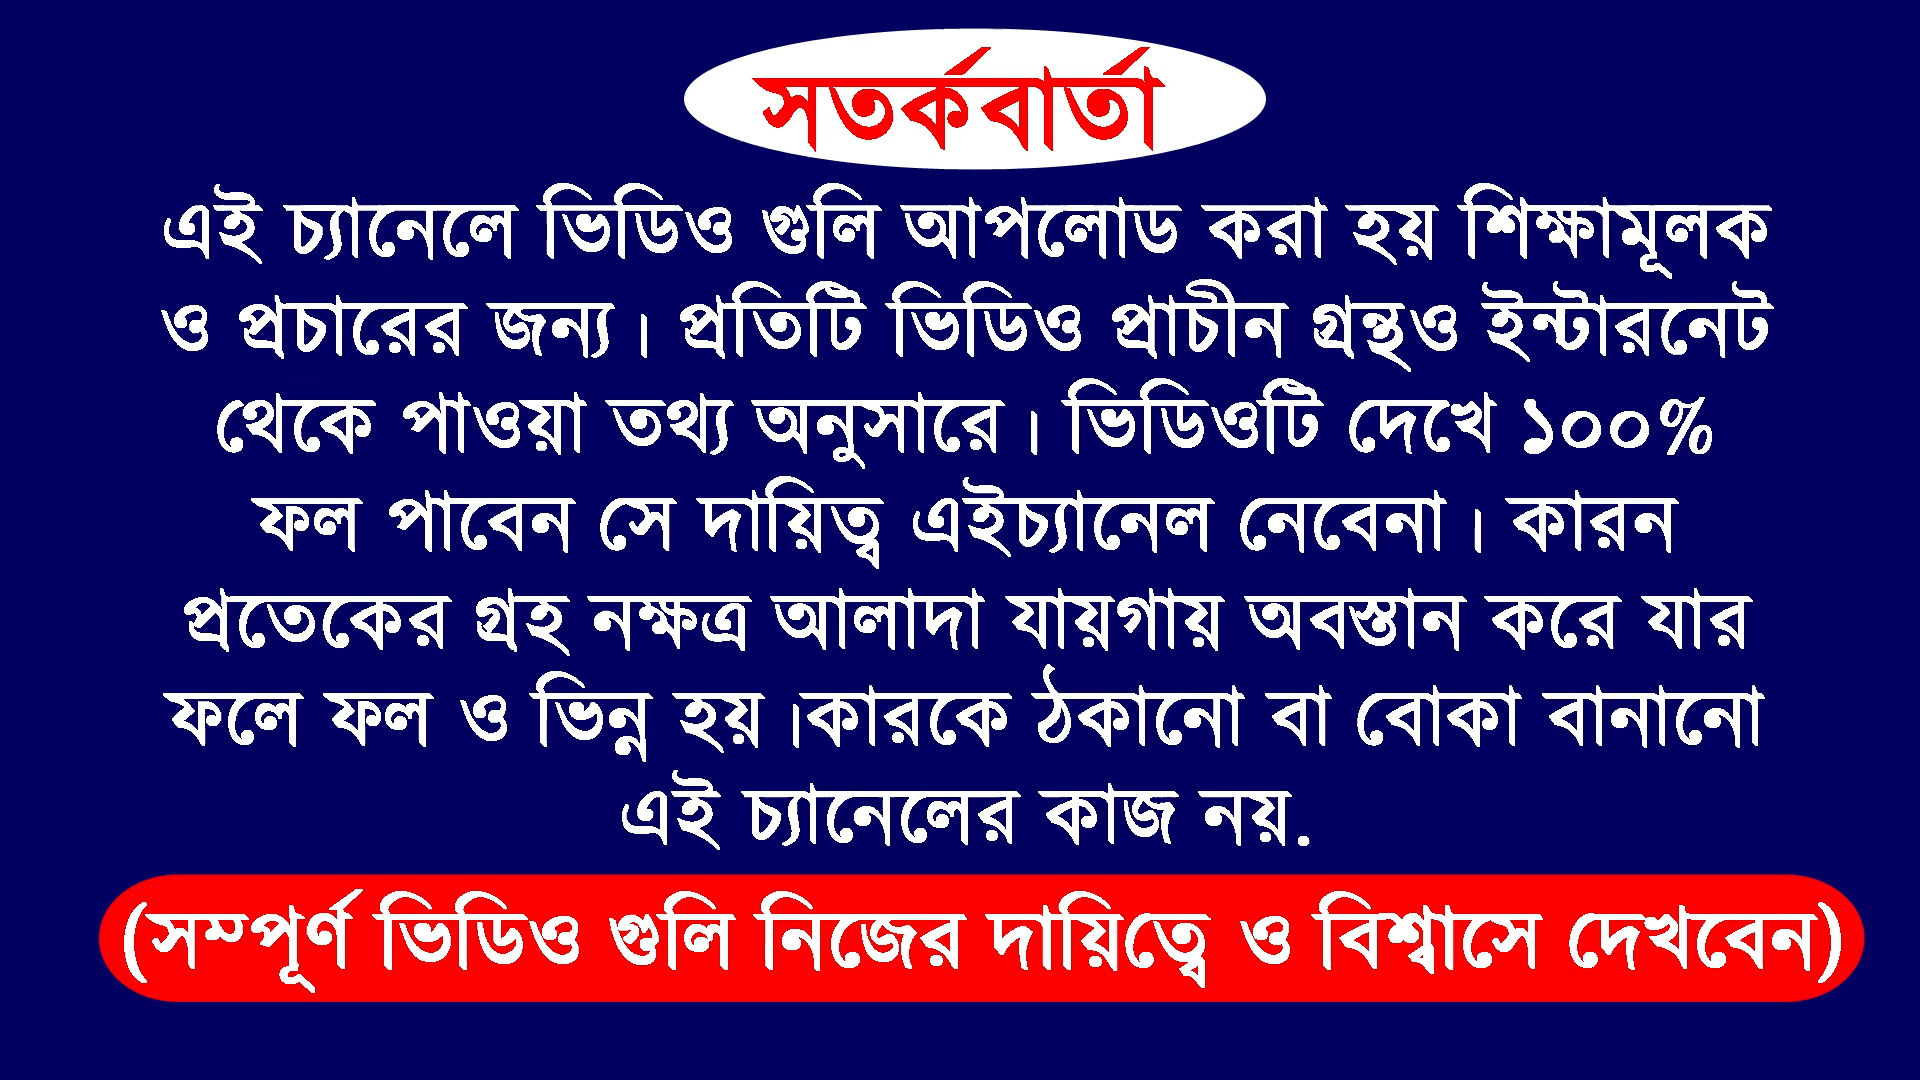 সতর্কবার্তা
এই চ্যানেলে ভিডিও গুলি আপলোড করা হয় শিক্ষামূলক
ও প্রচারের জন্য। প্রতিটি ভিডিও প্রাচীন গ্রন্থও ইন্টারনেট
থেকে পাওয়া তথ্য অনুসারে। ভিডিওটি দেখে ১০০%
ফল পাবেন সে দায়িত্ব এইচ্যানেল নেবেনা। কারন
প্রতেকের গ্রহ নক্ষত্র আলাদা যায়গায় অবস্তান করে যার
ফলে ফল ও ভিন্ন হয়।কারকে ঠকানো বা বোকা বানানো
এই চ্যানেলের কাজ নয়.
(সম্পূর্ণ ভিডিও গুলি নিজের দায়িত্বে ও বিশ্বাসে দেখবেন)